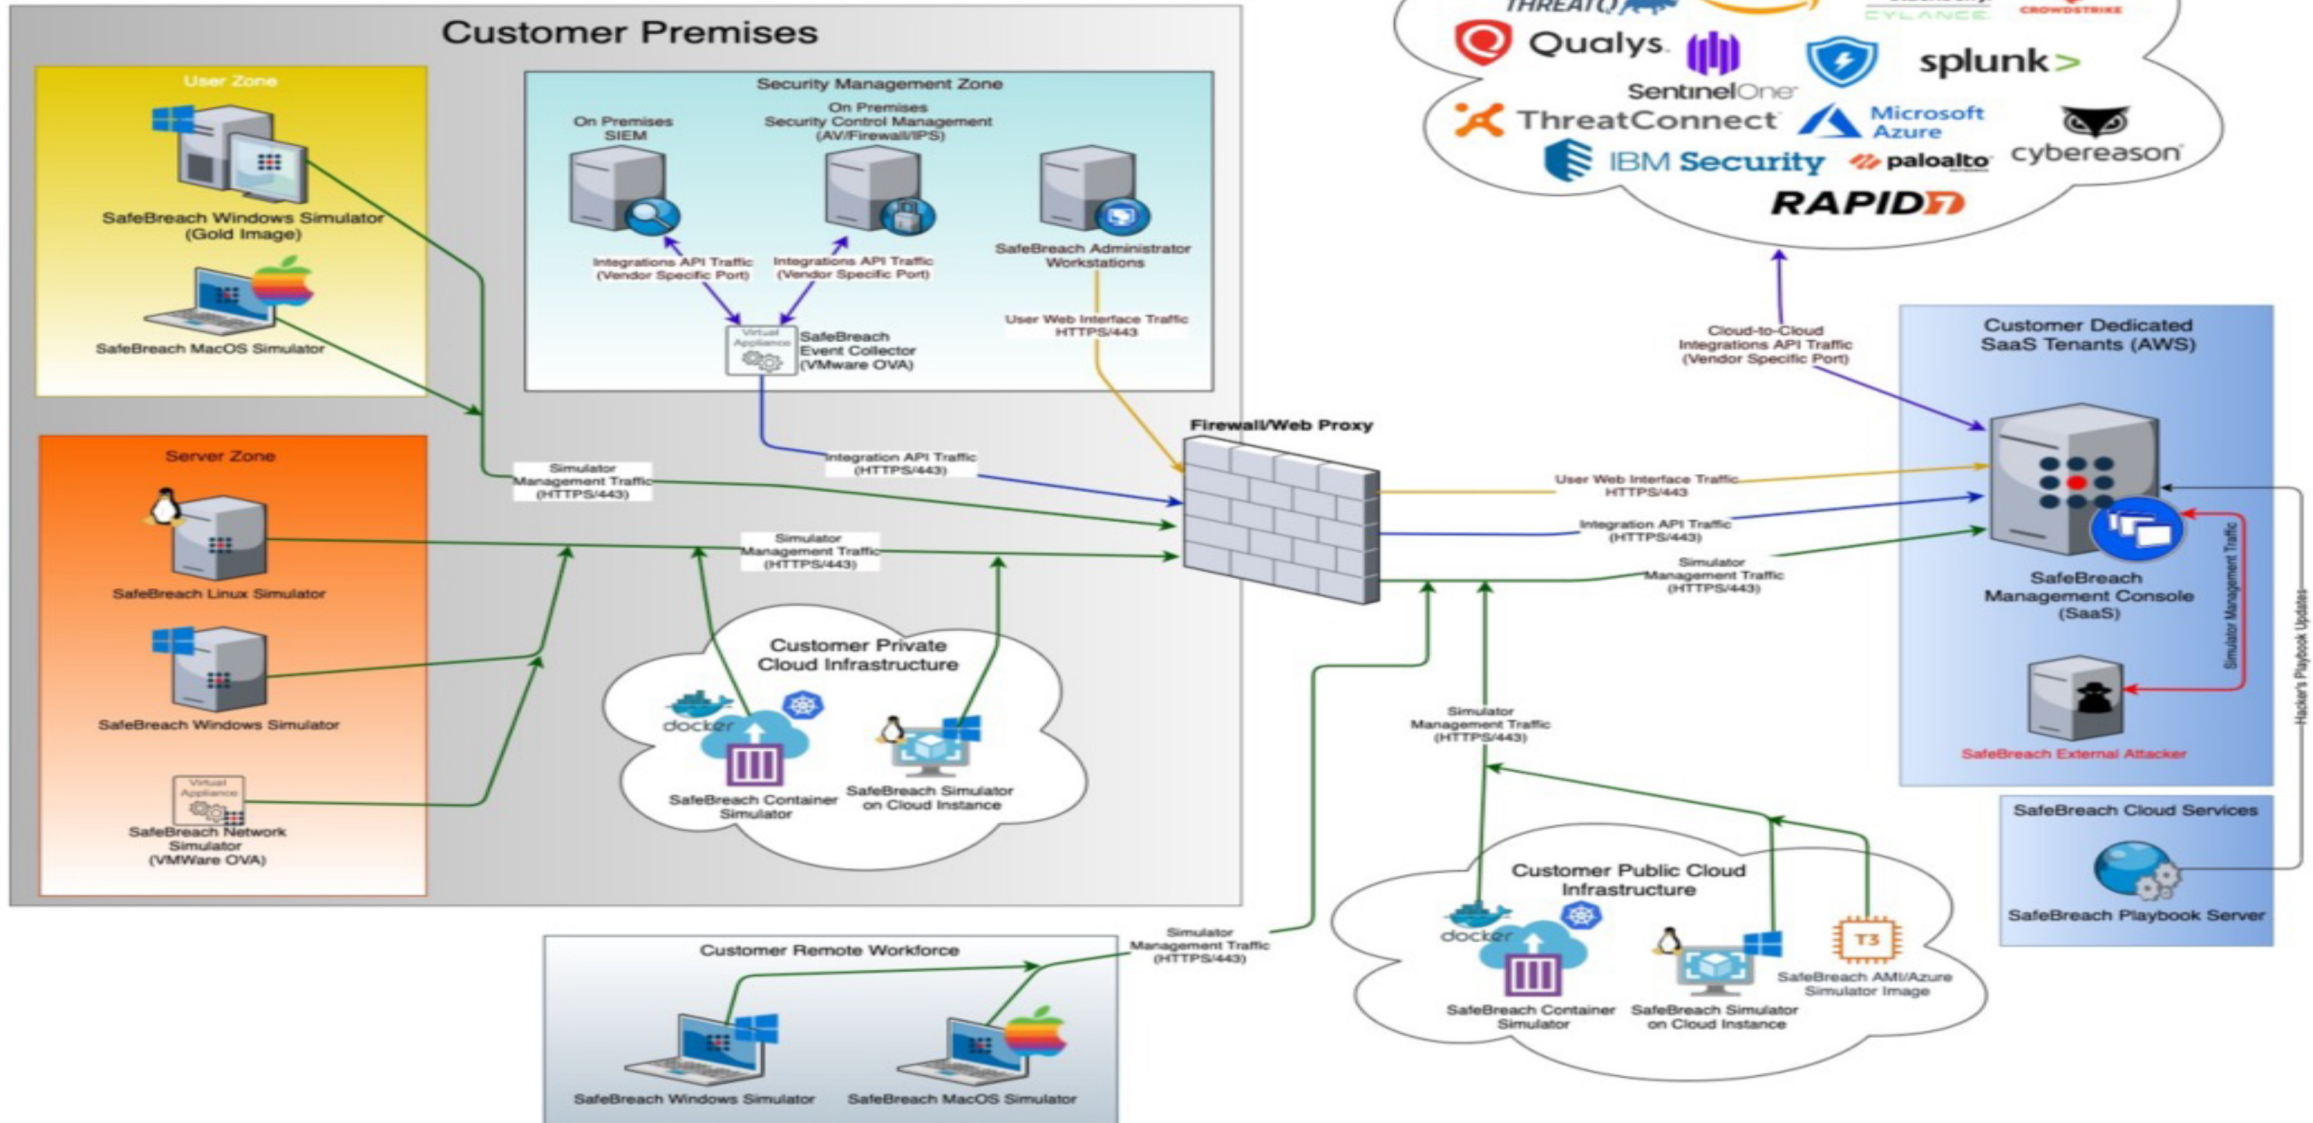 Customer Premises
User Zone
SafeBreach Windows Simulator
(Gold Image)
SafeBreach MacOS Simulator
Server Zone
SafeBreach Linux Simulator
SafeBreach Windows Simulator
Virtual
Appliance
SafeBreach Network
Simulator
(VMWare OVA)
Security Management Zone
On Premises
SIEM
On Premises
Security Control Management
(AV/Firewall/IPS)
SafeBreach Administrator
Workstations
Integrations API Traffic
(Vendor Specific Port)
Integrations API Traffic
(Vendor Specific Port)
User Web Interface Traffic
HTTPS/443
Virtual
Appliance
SafeBreach
Event Collector
(VMware OVA)
Simulator
Management Traffic
(HTTPS/443)
Integration API Traffic
(HTTPS/443)
Simulator
Management Traffic
(HTTPS/443)
Customer Private
Cloud Infrastructure
docker
SafeBreach Container
Simulator
SafeBreach Simulator
on Cloud Instance
Firewall/Web Proxy
THREATQ
CYLANCE
CROWDSTRIKE
Qualys.
SentinelOne
splunk>
ThreatConnect
Microsoft
Azure
IBM Security
paloalto
cybereason
RAPID7
Cloud-to-Cloud
Integrations API Traffic
(Vendor Specific Port)
User Web Interface Traffic
HTTPS/443
Integration API Traffic
(HTTPS/443)
Simulator
Management Traffic
(HTTPS/443)
Customer Dedicated
SaaS Tenants (AWS)
SafeBreach
Management Console
(SaaS)
Simulator Management Traffic
SafeBreach External Attacker
Hacker's Playbook Updates
SafeBreach Cloud Services
SafeBreach Playbook Server
Simulator
Management Traffic
(HTTPS/443)
Customer Public Cloud
Infrastructure
docker
T3
SafeBreach Container
Simulator
SafeBreach Simulator
on Cloud Instance
SafeBreach AMI/Azure
Simulator Image
Customer Remote Workforce
Simulator
Management Traffic
(HTTPS/443)
SafeBreach Windows Simulator
SafeBreach MacOS Simulator